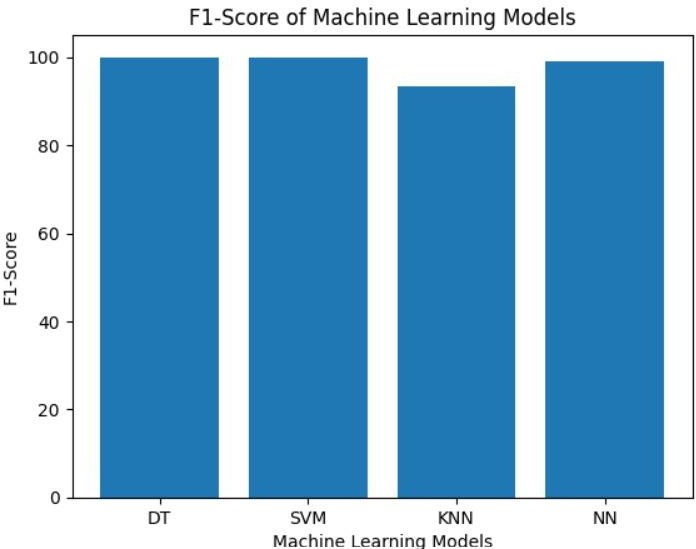 F1-Score of Machine Learning Models
100
80
60
40
20
0
F1-Score
DT SVM KNN NN
Machine Learning Models